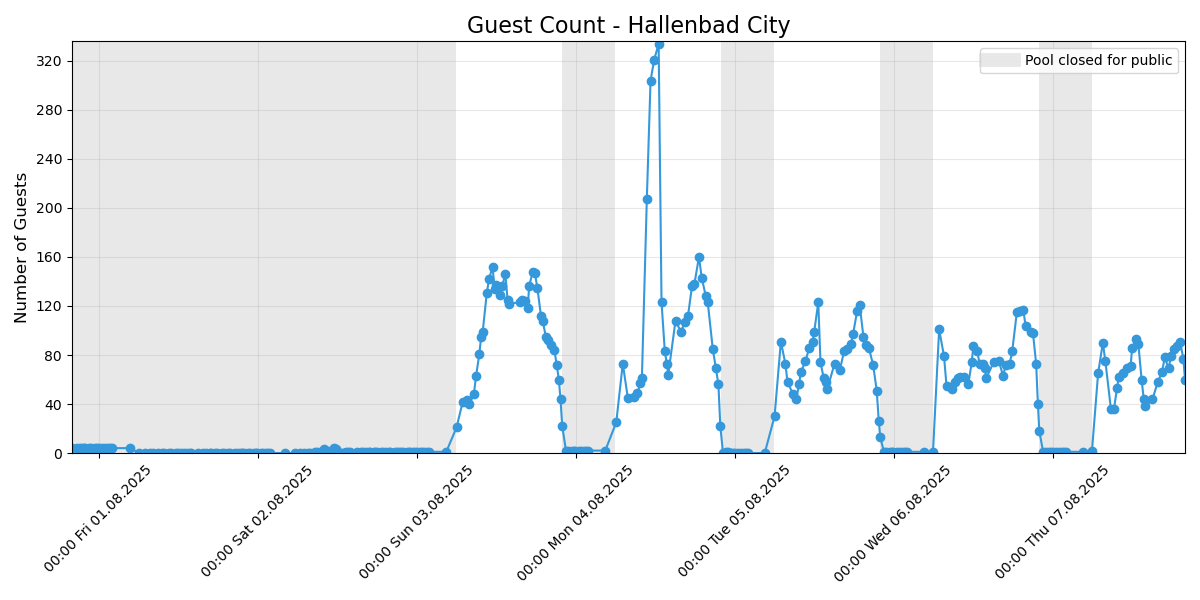 Guest Count - Hallenbad City
Pool closed for public
Number of Guests
320
280
240
200
160
120
80
40
0
00:00 Fri 01.08.2025
00:00 Sat 02.08.2025
00:00 Sun 03.08.2025
00:00 Mon 04.08.2025
00:00 Tue 05.08.2025
00:00 Wed 06.08.2025
00:00 Thu 07.08.2025